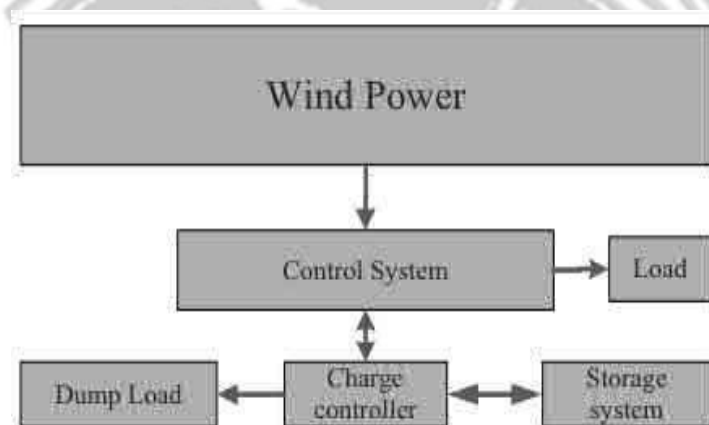 Wind Power
Control System
Load
Dump Load
Charge
controller
Storage
system